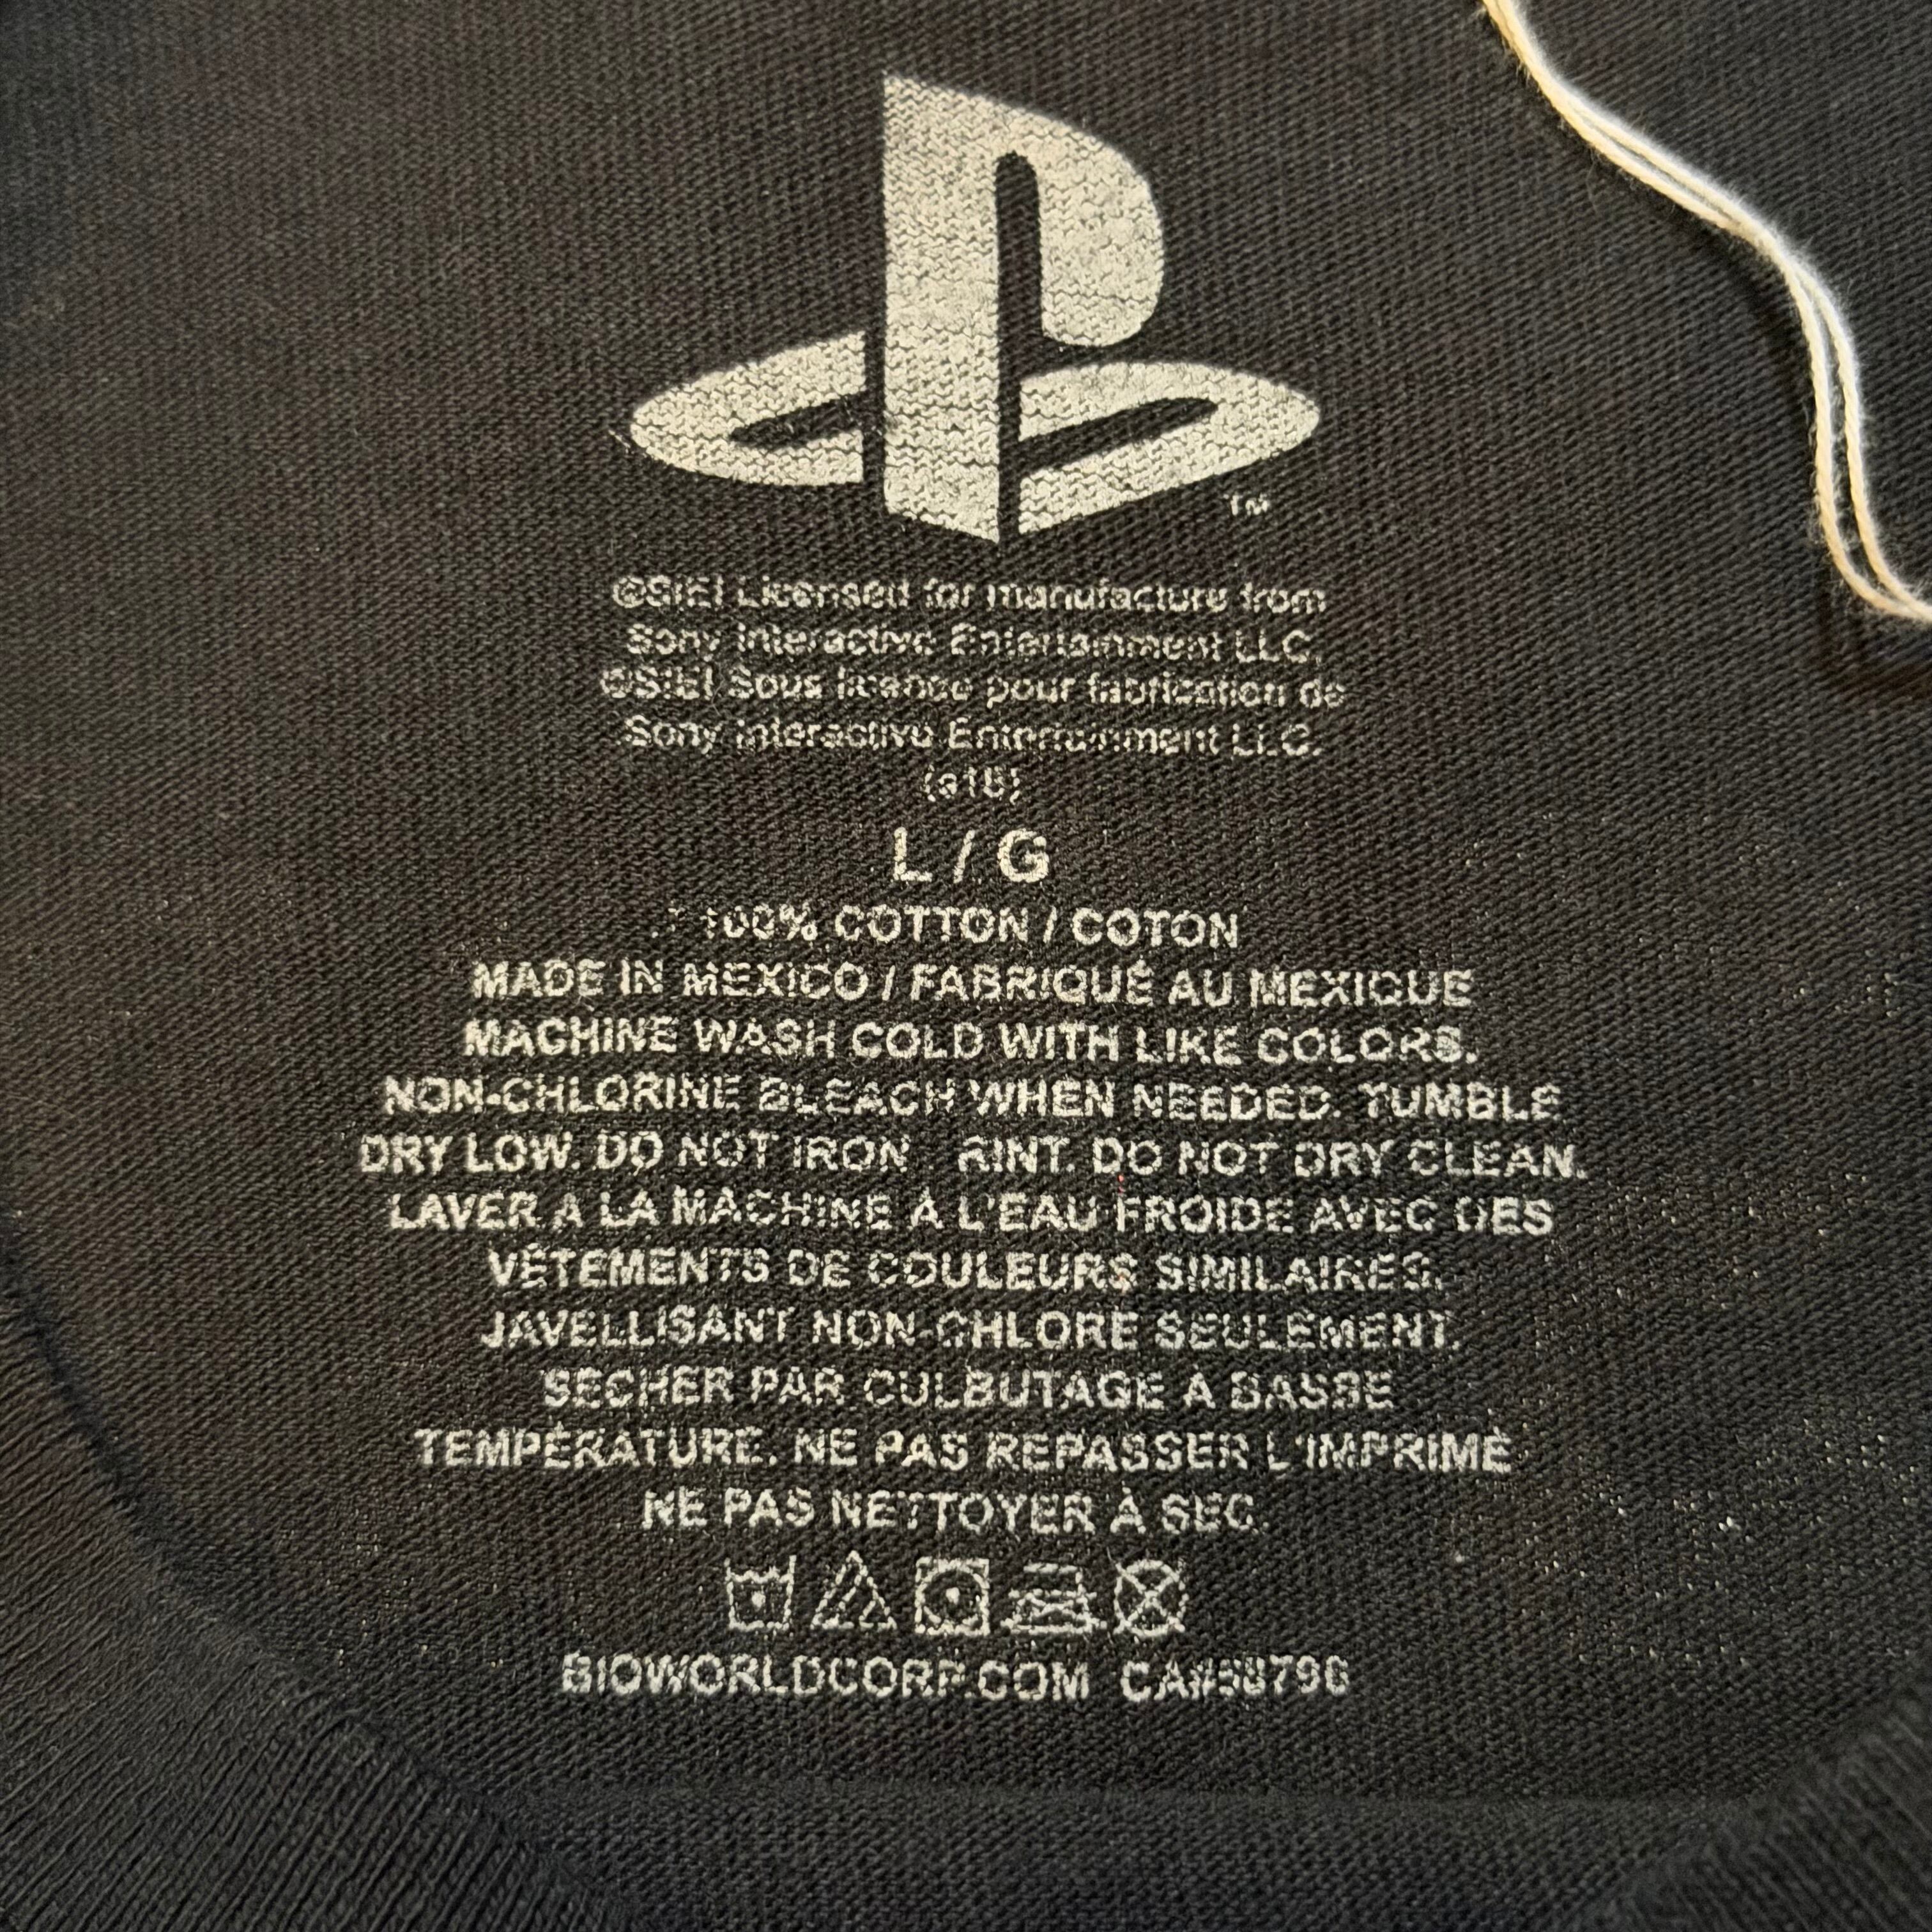 TM
©SIEI Licensed for manufacture from
Sony Interactive Entertainment LLC.
©SIEI Sous licence pour fabrication de
Sony Interactive Entertainment LLC.
(s16)
L / G
100% COTTON / COTON
MADE IN MEXICO / FABRIQUÉ AU MEXIQUE
MACHINE WASH COLD WITH LIKE COLORS.
NON-CHLORINE BLEACH WHEN NEEDED. TUMBLE
DRY LOW. DO NOT IRON RINT. DO NOT DRY CLEAN.
LAVER À LA MACHINE À L'EAU FROIDE AVEC DES
VÊTEMENTS DE COULEURS SIMILAIRES.
JAVELLISANT NON-CHLORÉ SEULEMENT.
SÉCHER PAR CULBUTAGE À BASSE
TEMPÉRATURE. NE PAS REPASSER L'IMPRIMÉ
NE PAS NETTOYER À SEC.
BIOWORLDCORP.COM